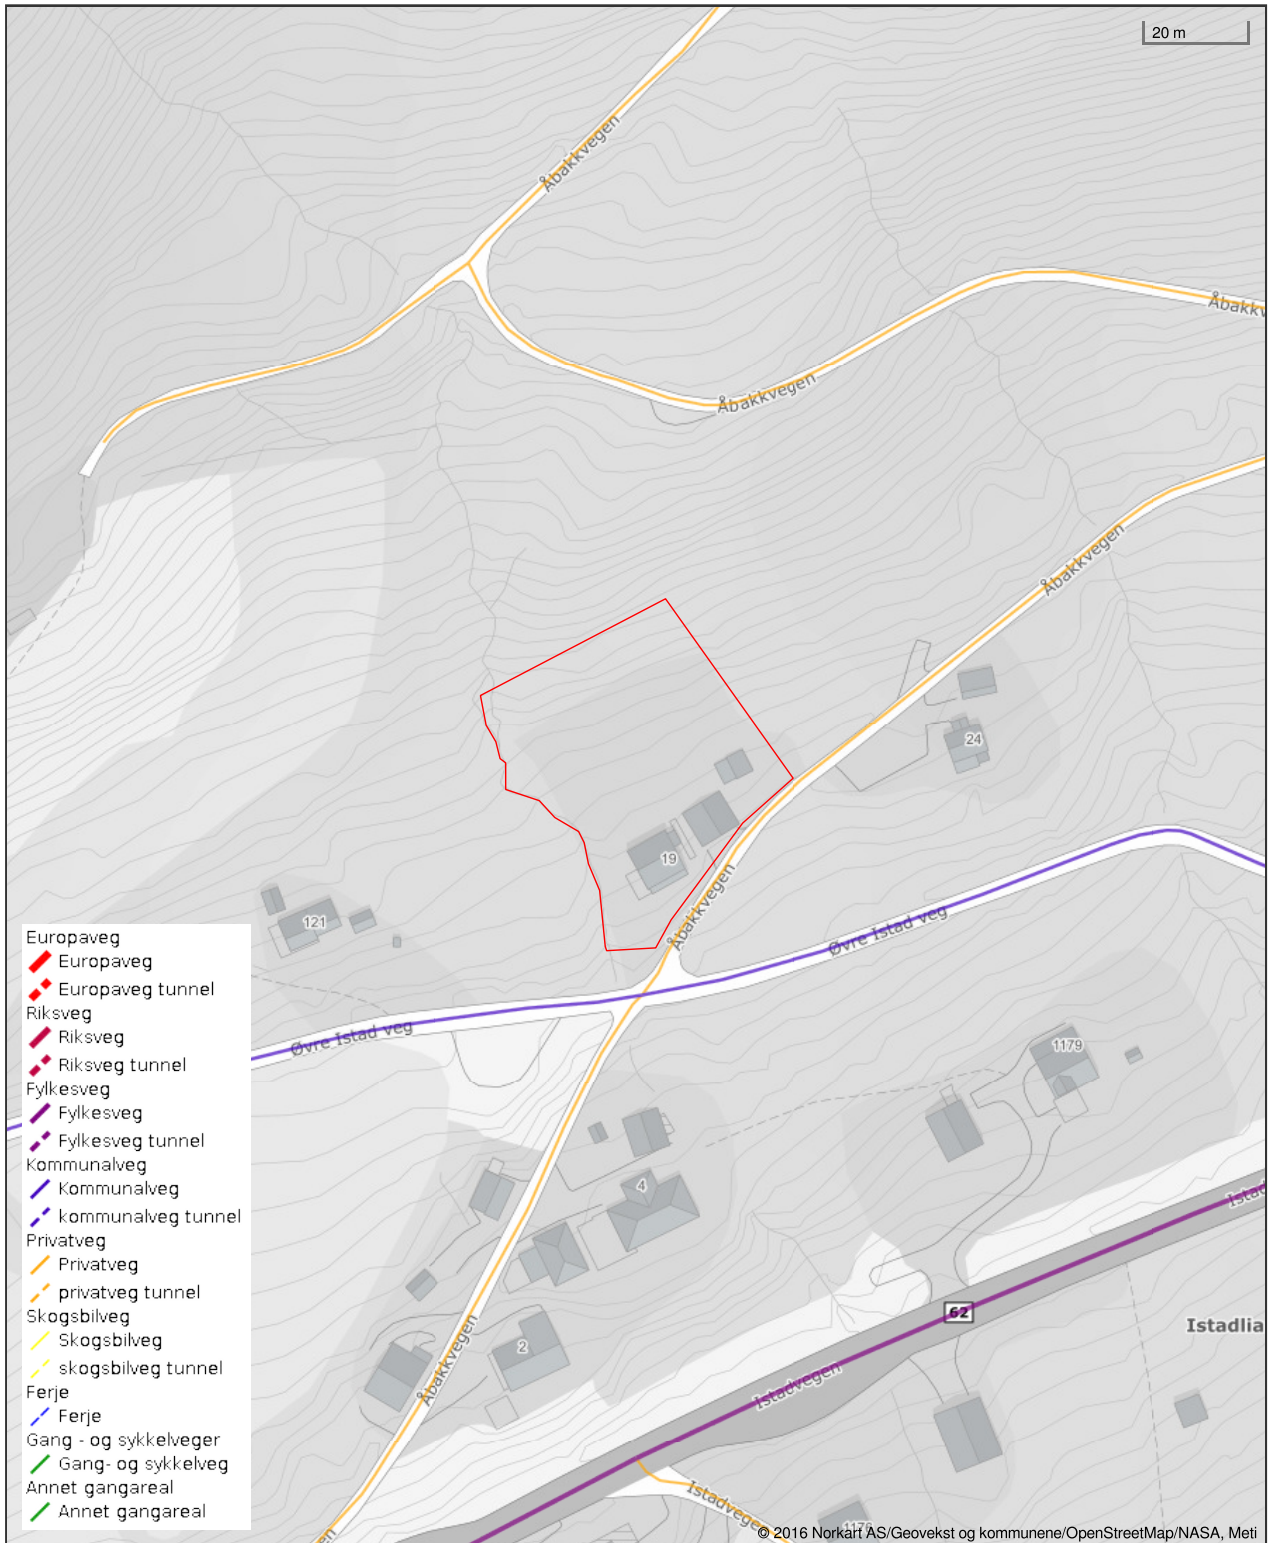 20 m
Åbakkvegen
Åbakkv
Åbakkvegen
Åbakkvegen
24
19
Åbakkvegen
121
Øvre Istad veg
Øvre Istad veg
1179
4
Istad
62
Istadlia
2
Åbakkvegen
Istadvegen
Istadvegen
1176
en
Europaveg
Europaveg
Europaveg tunnel
Riksveg
Riksveg
Riksveg tunnel
Fylkesveg
Fylkesveg
Fylkesveg tunnel
Kommunalveg
Kommunalveg
kommunalveg tunnel
Privatveg
Privatveg
privatveg tunnel
Skogsbilveg
Skogsbilveg
skogsbilveg tunnel
Ferje
Ferje
Gang - og sykkelveger
Gang- og sykkelveg
Annet gangareal
Annet gangareal
© 2016 Norkart AS/Geovekst og kommunene/OpenStreetMap/NASA, Meti